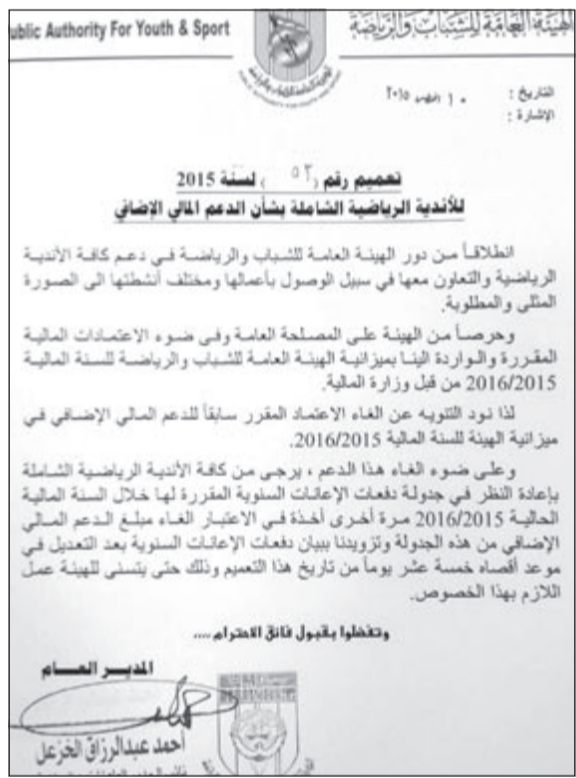 ublic Authority For Youth & Sport
الهيئة العامة للشباب والرياضة
التاريخ : ١٠ ٢٠١٥
الإشارة :
تعميم رقم (٥٢) لسنة 2015
للأندية الرياضية الشاملة بشأن الدعم المالي الإضافي
انطلاقاً من دور الهيئة العامة للشباب والرياضة في دعم كافة الأندية
الرياضية والتعاون معها في سبيل الوصول بأعمالها ومختلف أنشطتها الى الصورة
المثلى والمطلوبة.
وحرصاً من الهيئة على المصلحة العامة وفى ضوء الاعتمادات المالية
المقررة والواردة الينا بميزانية الهيئة العامة للشباب والرياضة للسنة المالية
2016/2015 من قبل وزارة المالية.
لذا نود التنويه عن الغاء الاعتماد المقرر سابقاً للدعم المالي الإضافي في
ميزانية الهيئة للسنة المالية 2016/2015.
وعلى ضوء الغاء هذا الدعم ، يرجى من كافة الأندية الرياضية الشاملة
بإعادة النظر في جدولة دفعات الإعانات السنوية المقررة لها خلال السنة المالية
الحالية 2016/2015 مرة أخرى أخذة في الاعتبار الغاء مبلغ الدعم المالي
الإضافي من هذه الجدولة وتزويدنا ببيان دفعات الإعانات السنوية بعد التعديل في
موعد أقصاه خمسة عشر يوماً من تاريخ هذا التعميم وذلك حتى يتسنى للهيئة عمل
اللازم بهذا الخصوص.
وتفضلوا بقبول فائق الاحترام ....
المدير العام
احمد عبدالرزاق الخزعل